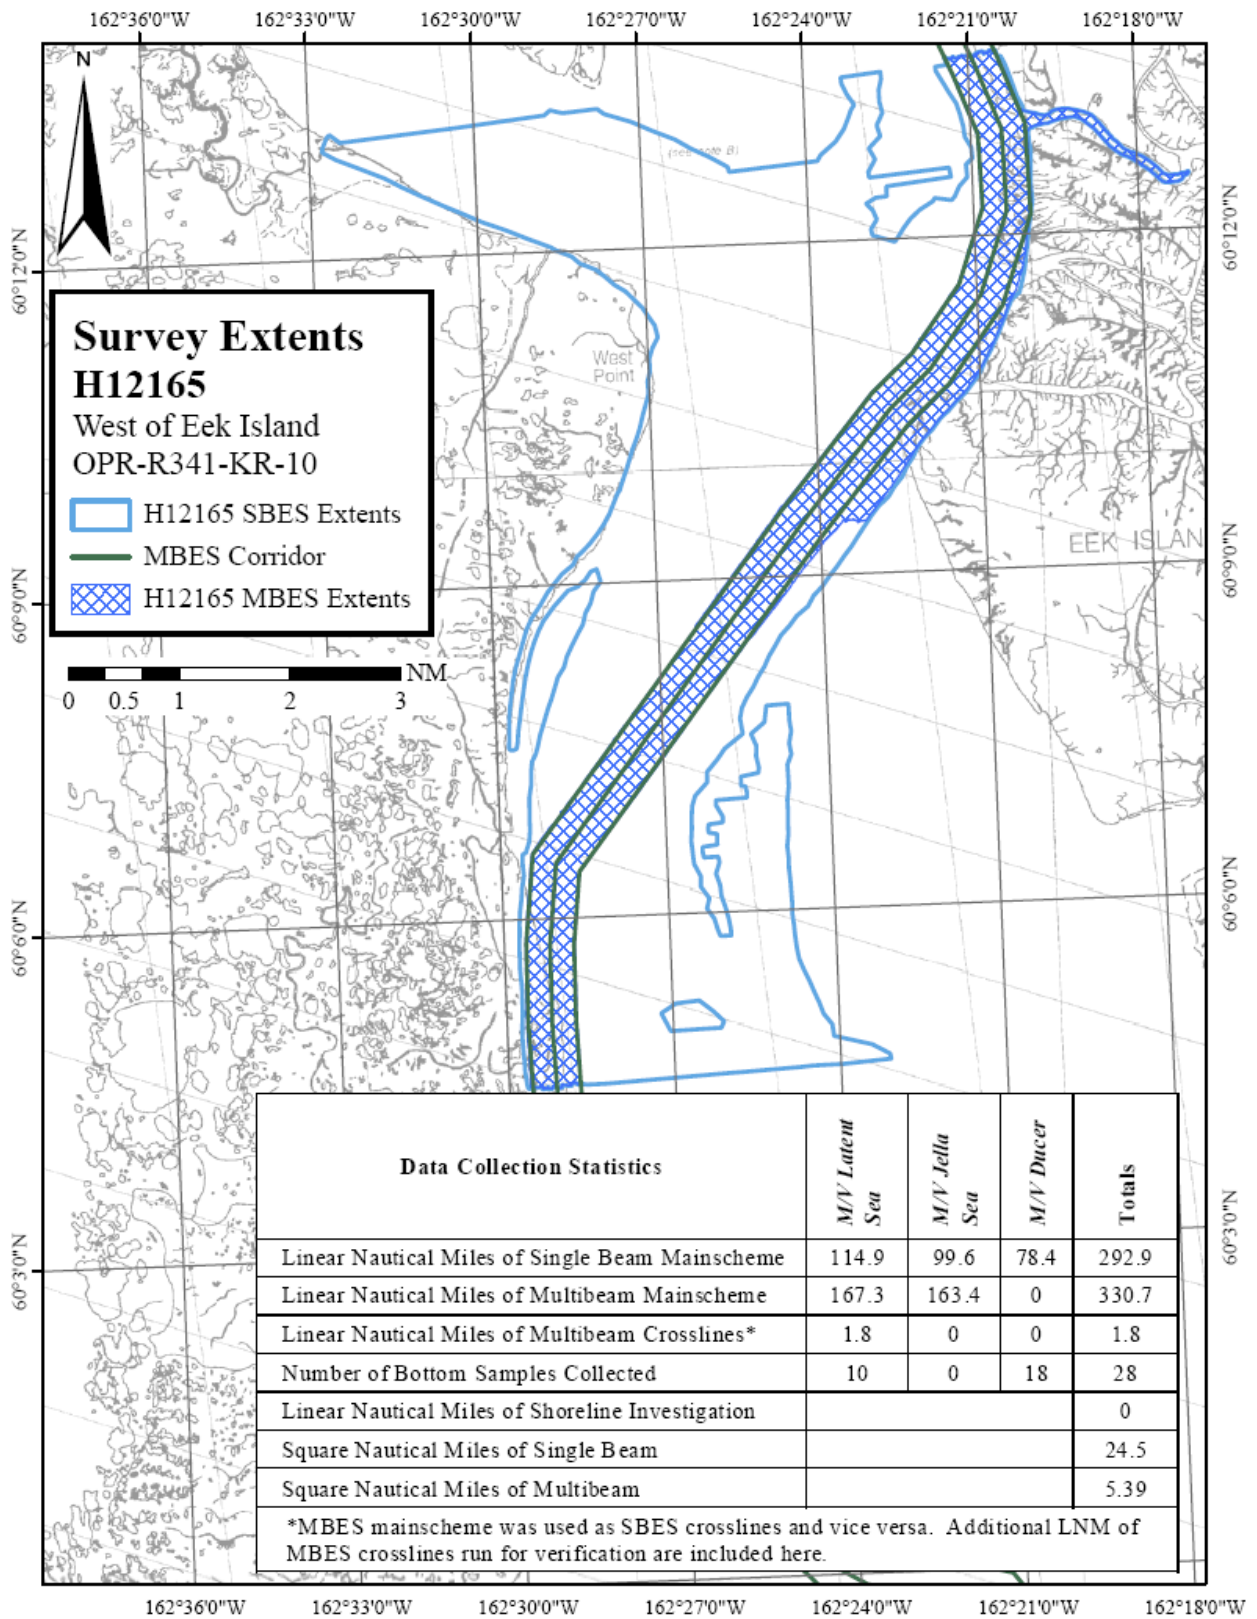 162°36'0"W 162°33'0"W 162°30'0"W 162°27'0"W 162°24'0"W 162°21'0"W 162°18'0"W
N
(see note B)
60°12'0"N
60°12'0"N
Survey Extents
H12165
West of Eek Island
OPR-R341-KR-10
H12165 SBES Extents
MBES Corridor
H12165 MBES Extents
West
Point
EEK ISLAN
60°9'0"N
60°9'0"N
NM
0 0.5 1 2 3
60°6'0"N
60°6'0"N
Data Collection Statistics M/V Latent Sea M/V Jella Sea M/V Ducer Totals
Linear Nautical Miles of Single Beam Mainscheme 114.9 99.6 78.4 292.9
Linear Nautical Miles of Multibeam Mainscheme 167.3 163.4 0 330.7
Linear Nautical Miles of Multibeam Crosslines* 1.8 0 0 1.8
Number of Bottom Samples Collected 10 0 18 28
Linear Nautical Miles of Shoreline Investigation 0
Square Nautical Miles of Single Beam 24.5
Square Nautical Miles of Multibeam 5.39
*MBES mainscheme was used as SBES crosslines and vice versa. Additional LNM of
MBES crosslines run for verification are included here.
60°3'0"N
60°3'0"N
162°36'0"W 162°33'0"W 162°30'0"W 162°27'0"W 162°24'0"W 162°21'0"W 162°18'0"W